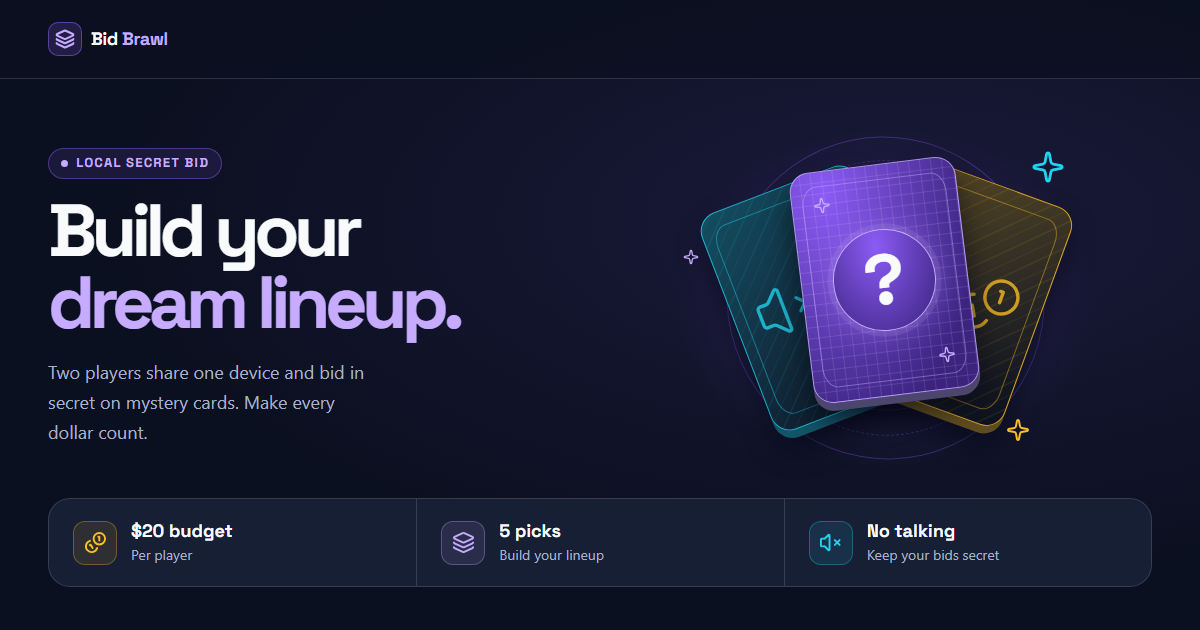 Bid Brawl
LOCAL SECRET BID
Build your
dream lineup.
Two players share one device and bid in
secret on mystery cards. Make every
dollar count.
?
$20 budget
Per player
5 picks
Build your lineup
No talking
Keep your bids secret